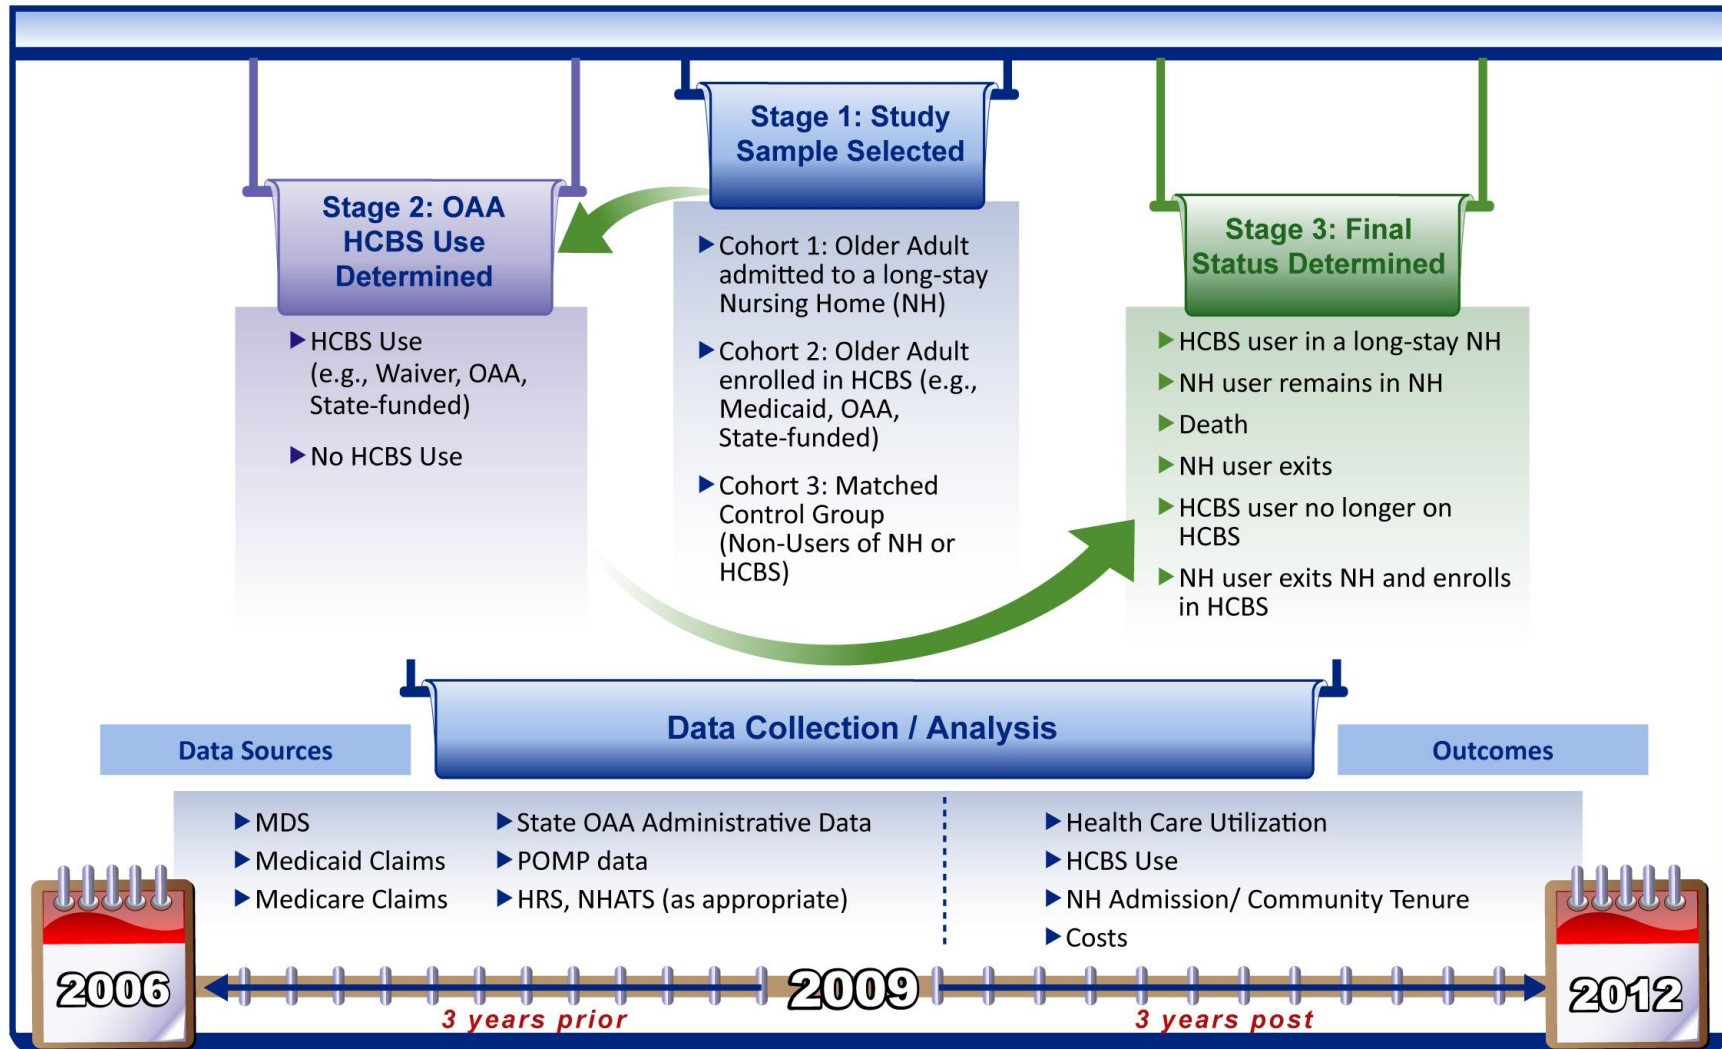 Stage 1: Study
Sample Selected
Cohort 1: Older Adult
admitted to a long-stay
Nursing Home (NH)
Cohort 2: Older Adult
enrolled in HCBS (e.g.,
Medicaid, OAA,
State-funded)
Cohort 3: Matched
Control Group
(Non-Users of NH or
HCBS)
Stage 2: OAA
HCBS Use
Determined
HCBS Use
(e.g., Waiver, OAA,
State-funded)
No HCBS Use
Stage 3: Final
Status Determined
HCBS user in a long-stay NH
NH user remains in NH
Death
NH user exits
HCBS user no longer on
HCBS
NH user exits NH and enrolls
in HCBS
Data Collection / Analysis
Data Sources
MDS
Medicaid Claims
Medicare Claims
State OAA Administrative Data
POMP data
HRS, NHATS (as appropriate)
Outcomes
Health Care Utilization
HCBS Use
NH Admission/ Community Tenure
Costs
2006
3 years prior
2009
3 years post
2012